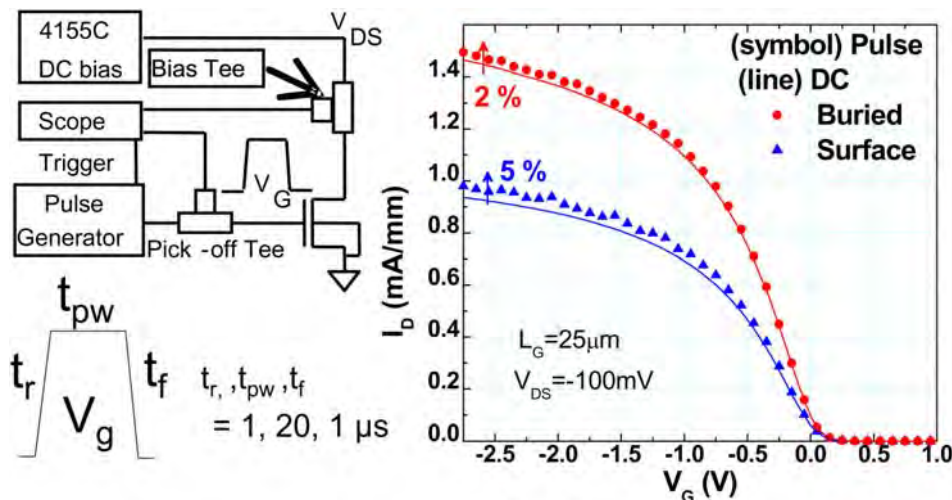 V
DS
4155C
DC bias
Bias Tee
Scope
Trigger
V
G
Pulse
Generator
Pick -off Tee
t
pw
t
r
t
f
V
g
t
r,
,t
pw
,t
f
= 1, 20, 1 μs
(symbol) Pulse
(line) DC
Buried
Surface
2 %
5 %
L
G
=25μm
V
DS
=-100mV
I
D
(mA/mm)
1.4
1.2
1.0
0.8
0.6
0.4
0.2
0.0
-2.5 -2.0 -1.5 -1.0 -0.5 0.0 0.5 1.0
V
G
(V)